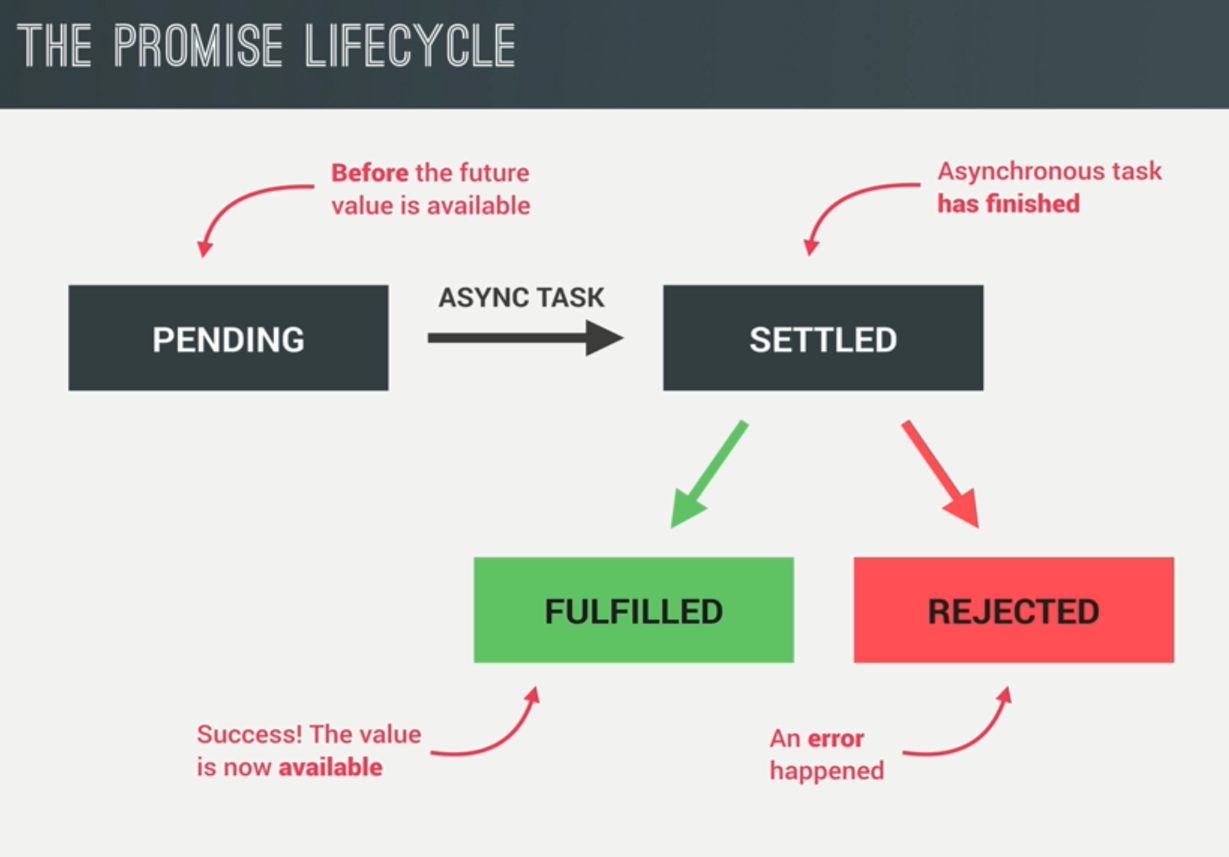 THE PROMISE LIFECYCLE
Before the future
value is available
Asynchronous task
has finished
PENDING
ASYNC TASK
SETTLED
FULFILLED
REJECTED
Success! The value
is now available
An error
happened